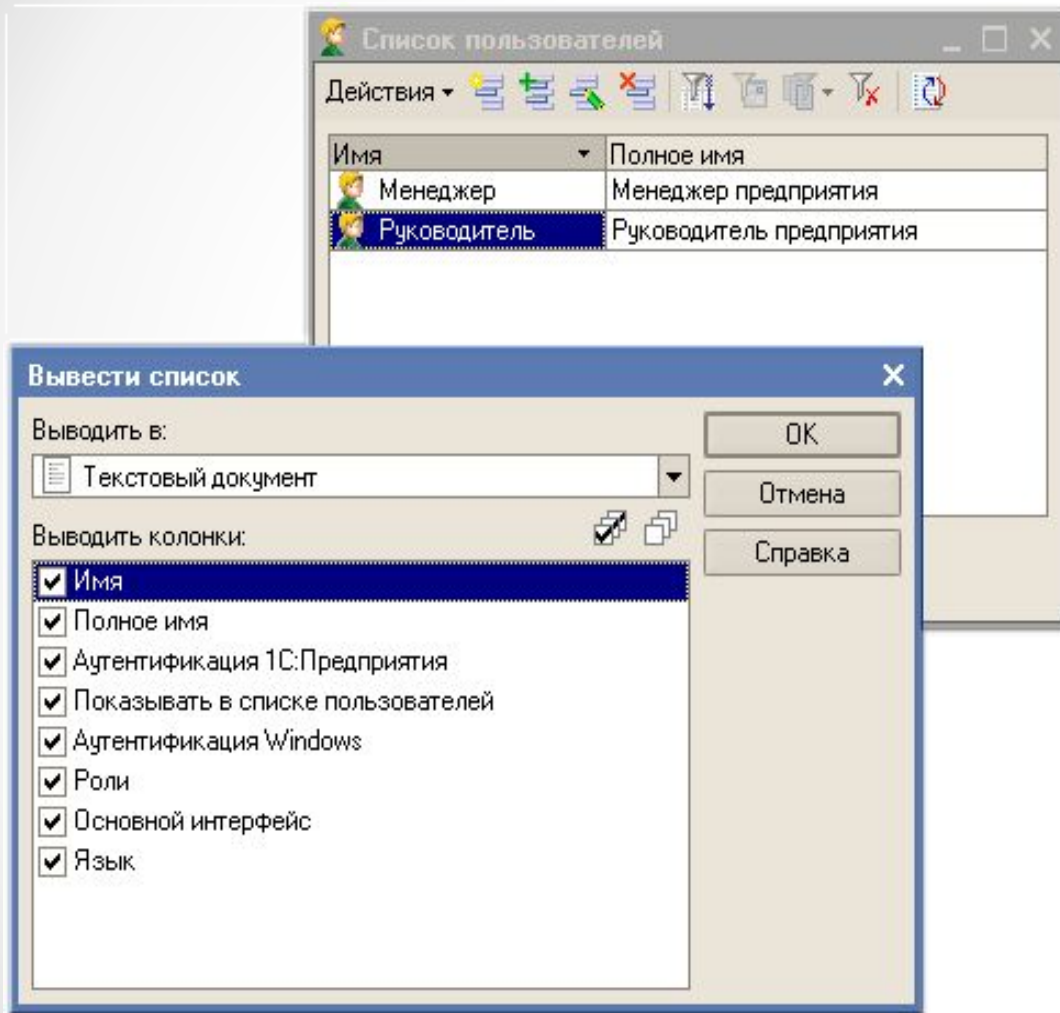 Список пользователей
Действия
Имя Полное имя
Менеджер Менеджер предприятия
Руководитель Руководитель предприятия
Вывести список
Выводить в:
Текстовый документ
Выводить колонки:
Имя
Полное имя
Аутентификация 1С:Предприятия
Показывать в списке пользователей
Аутентификация Windows
Роли
Основной интерфейс
Язык
OK
Отмена
Справка